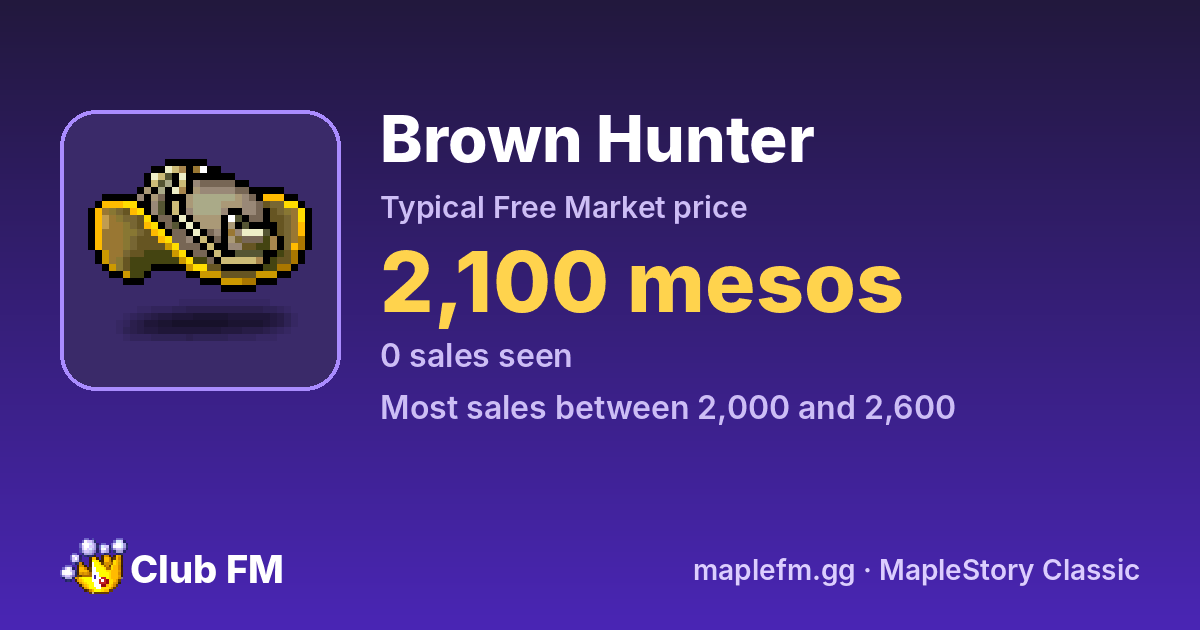 Brown Hunter
Typical Free Market price
2,100 mesos
0 sales seen
Most sales between 2,000 and 2,600
Club FM
maplefm.gg · MapleStory Classic